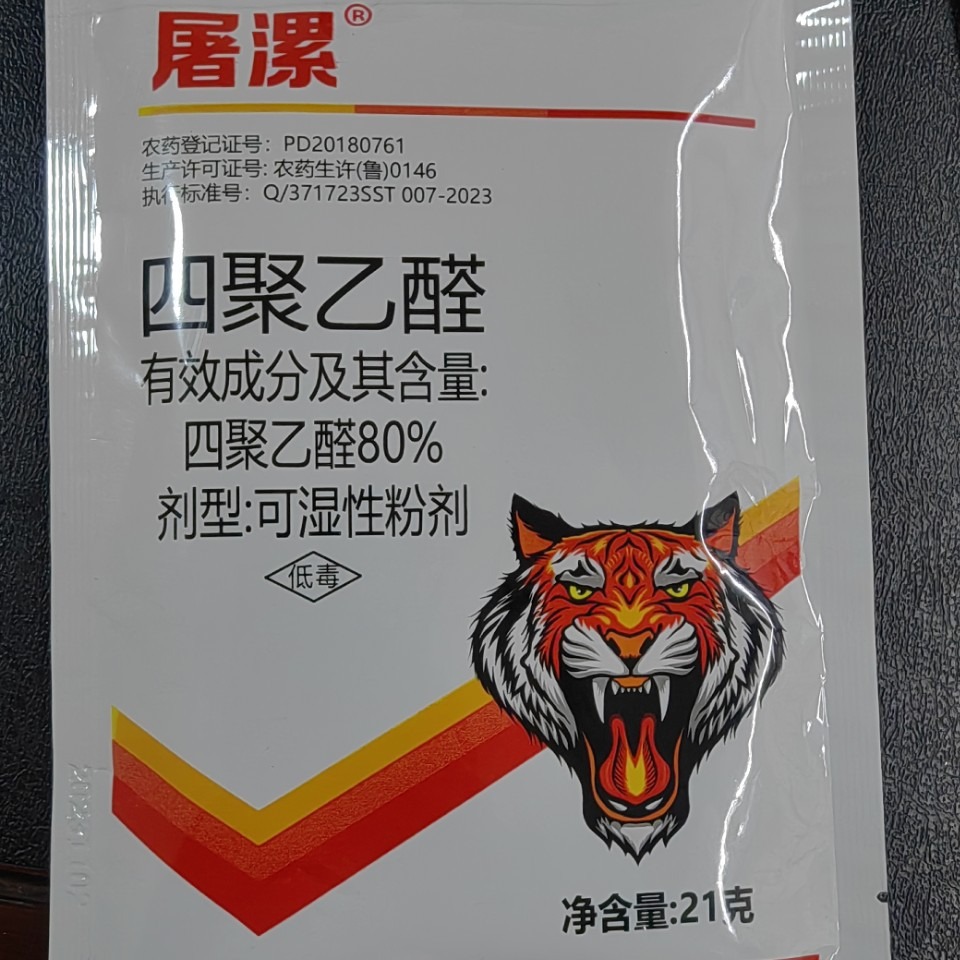 屠漯®
农药登记证号：PD20180761
生产许可证号：农药生许(鲁)0146
执行标准号：Q/371723SST 007-2023
四聚乙醛
有效成分及其含量:
四聚乙醛80%
剂型:可湿性粉剂
低毒
净含量:21克